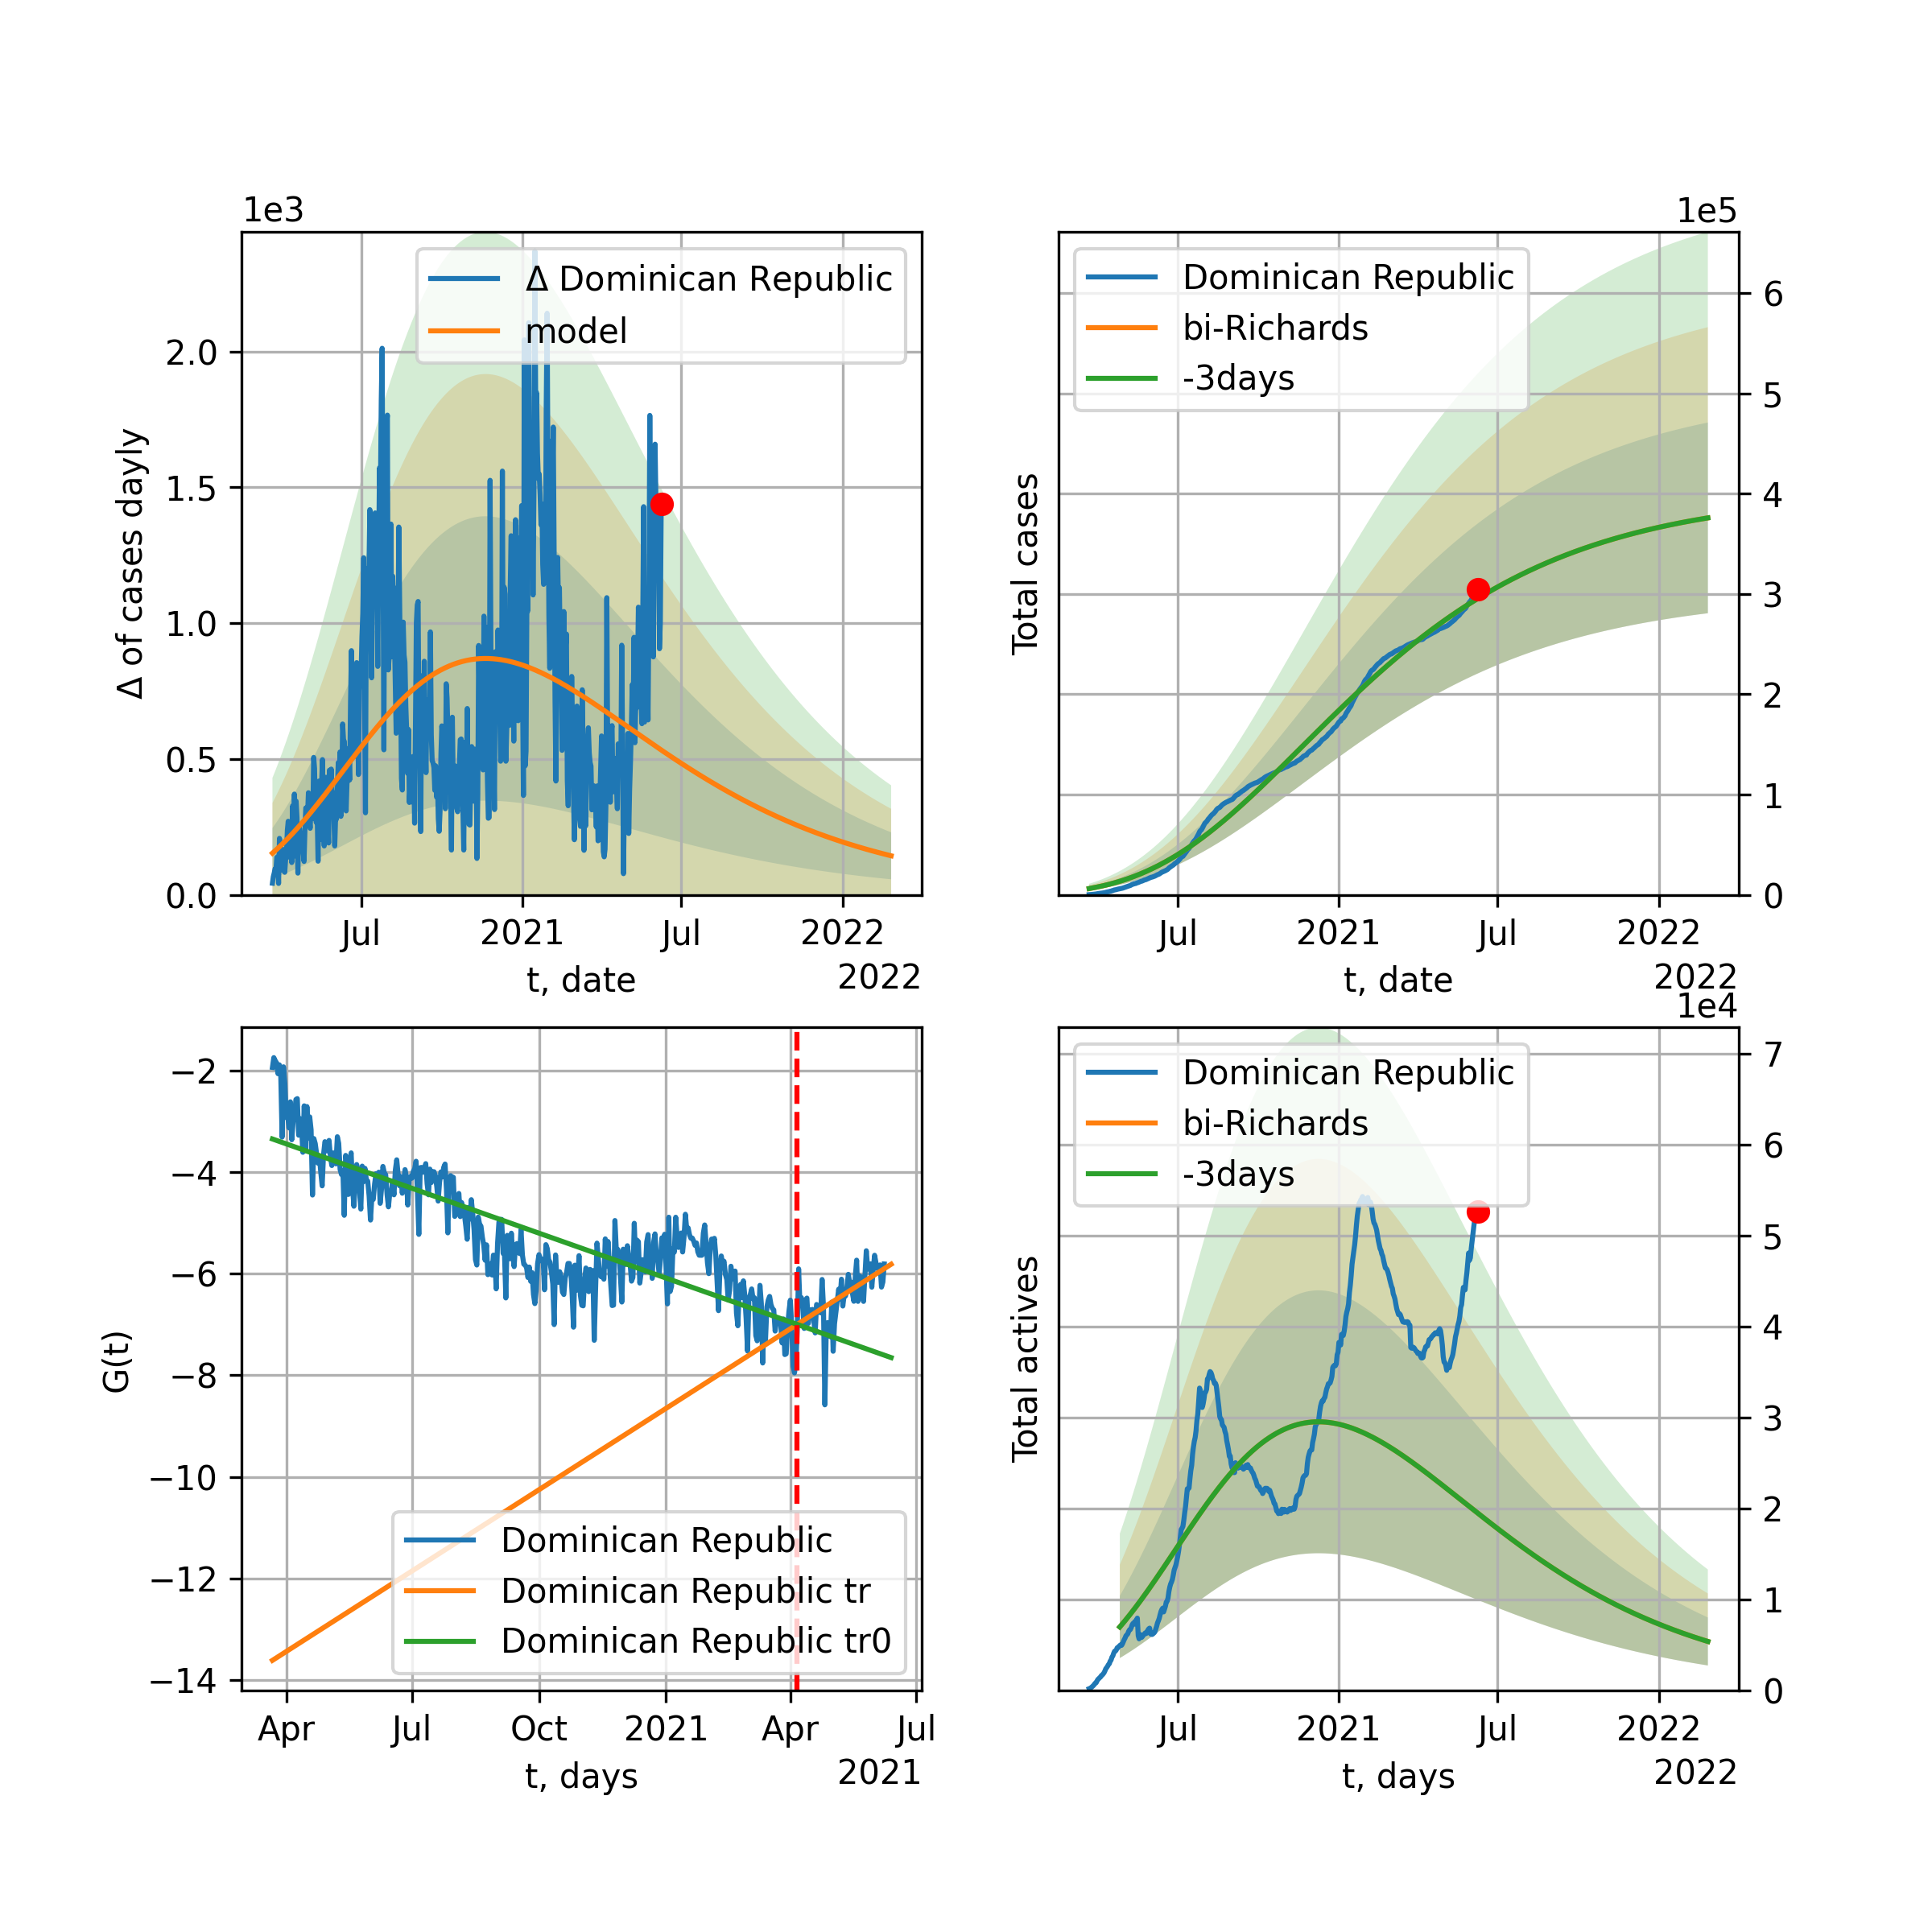 1e3
Δ Dominican Republic
model
2.0
1.5
1.0
0.5
0.0
Δ of cases dayly
Jul
2021
Jul
2022
t, date
2022
1e5
Dominican Republic
bi-Richards
-3days
6
5
4
3
2
1
0
Total cases
Jul
2021
Jul
2022
t, date
2022
−2
−4
−6
−8
−10
−12
−14
G(t)
Dominican Republic
Dominican Republic tr
Dominican Republic tr0
Apr
Jul
Oct
2021
Apr
Jul
t, days
2021
1e4
Dominican Republic
bi-Richards
-3days
7
6
5
4
3
2
1
0
Total actives
Jul
2021
Jul
2022
t, days
2022